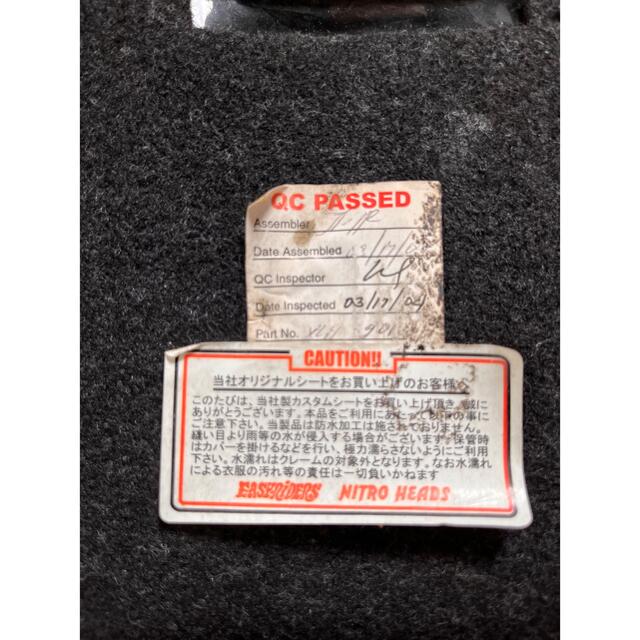 QC PASSED
Assembler
Date Assembled 03/17/
QC Inspector
Date Inspected 03/17/04
Part No. 901
CAUTION!!
当社オリジナルシートをお買い上げのお客様へ
このたびは、当社製カスタムシートをお買い上げ頂き、誠に
ありがとうございます。本品をご利用にあたって以下の事に
ご注意下さい。当製品は防水加工は施されておりません。
縫い目より雨等の水が侵入する場合がございます。保管時
はカバーを掛けるなどを行い、極力濡らさないようにご利用
下さい。水濡れはクレームの対象外となります。なお水濡れ
による衣服の汚れ等の責任は一切負いかねます
EASYRIDERS NITRO HEADS